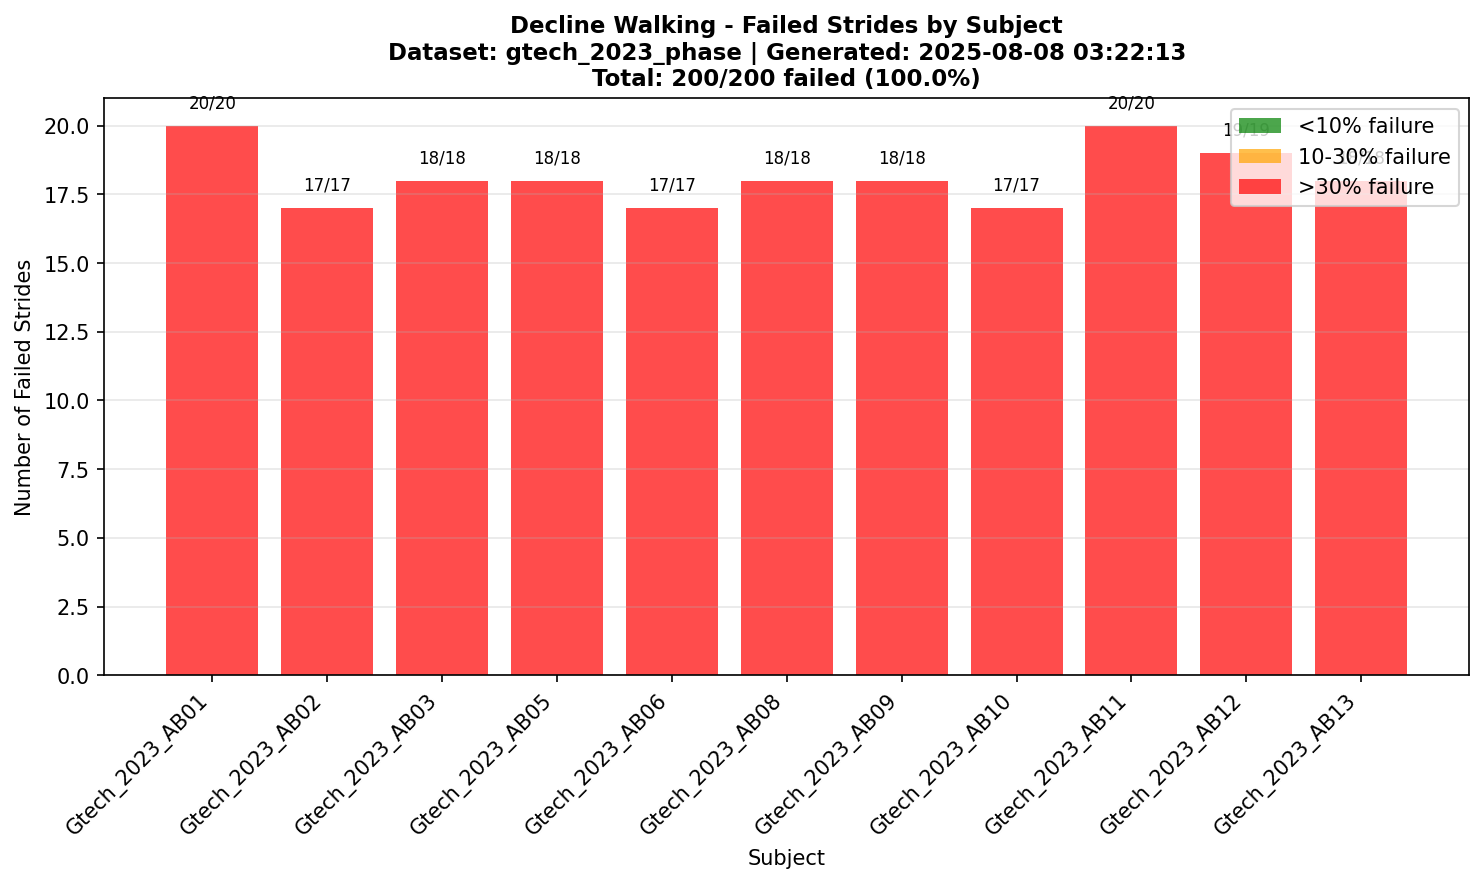 Decline Walking - Failed Strides by Subject
Dataset: gtech_2023_phase | Generated: 2025-08-08 03:22:13
Total: 200/200 failed (100.0%)
20/20
17/17
18/18
18/18
17/17
18/18
18/18
17/17
20/20
19/19
18/18
<10% failure
10-30% failure
>30% failure
Number of Failed Strides
20.0
17.5
15.0
12.5
10.0
7.5
5.0
2.5
0.0
Gtech_2023_AB01
Gtech_2023_AB02
Gtech_2023_AB03
Gtech_2023_AB05
Gtech_2023_AB06
Gtech_2023_AB08
Gtech_2023_AB09
Gtech_2023_AB10
Gtech_2023_AB11
Gtech_2023_AB12
Gtech_2023_AB13
Subject